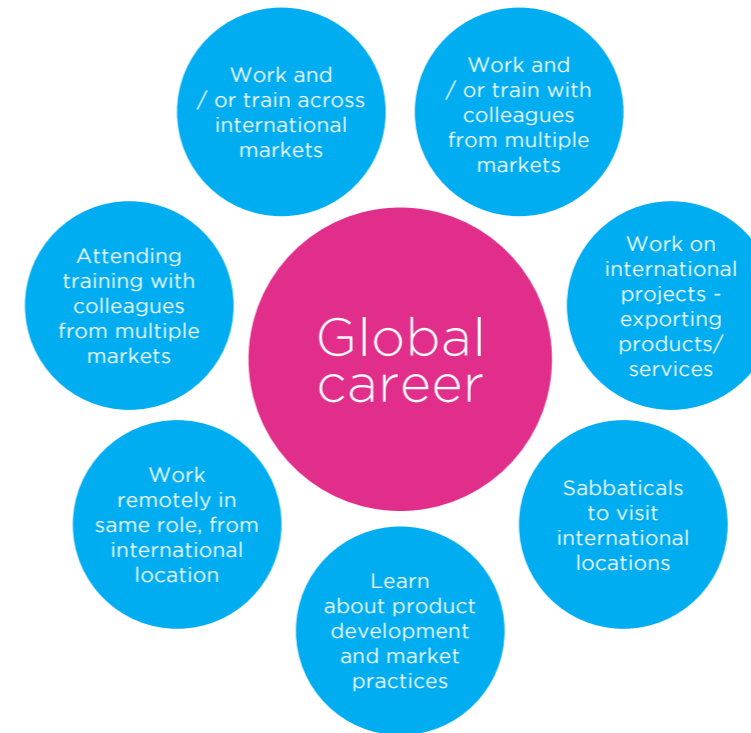 Work and
/ or train across
international
markets
Work and
/ or train with
colleagues
from multiple
markets
Attending
training with
colleagues
from multiple
markets
Global
career
Work on
international
projects -
exporting
products/
services
Work
remotely in
same role, from
international
location
Sabbaticals
to visit
international
locations
Learn
about product
development
and market
practices